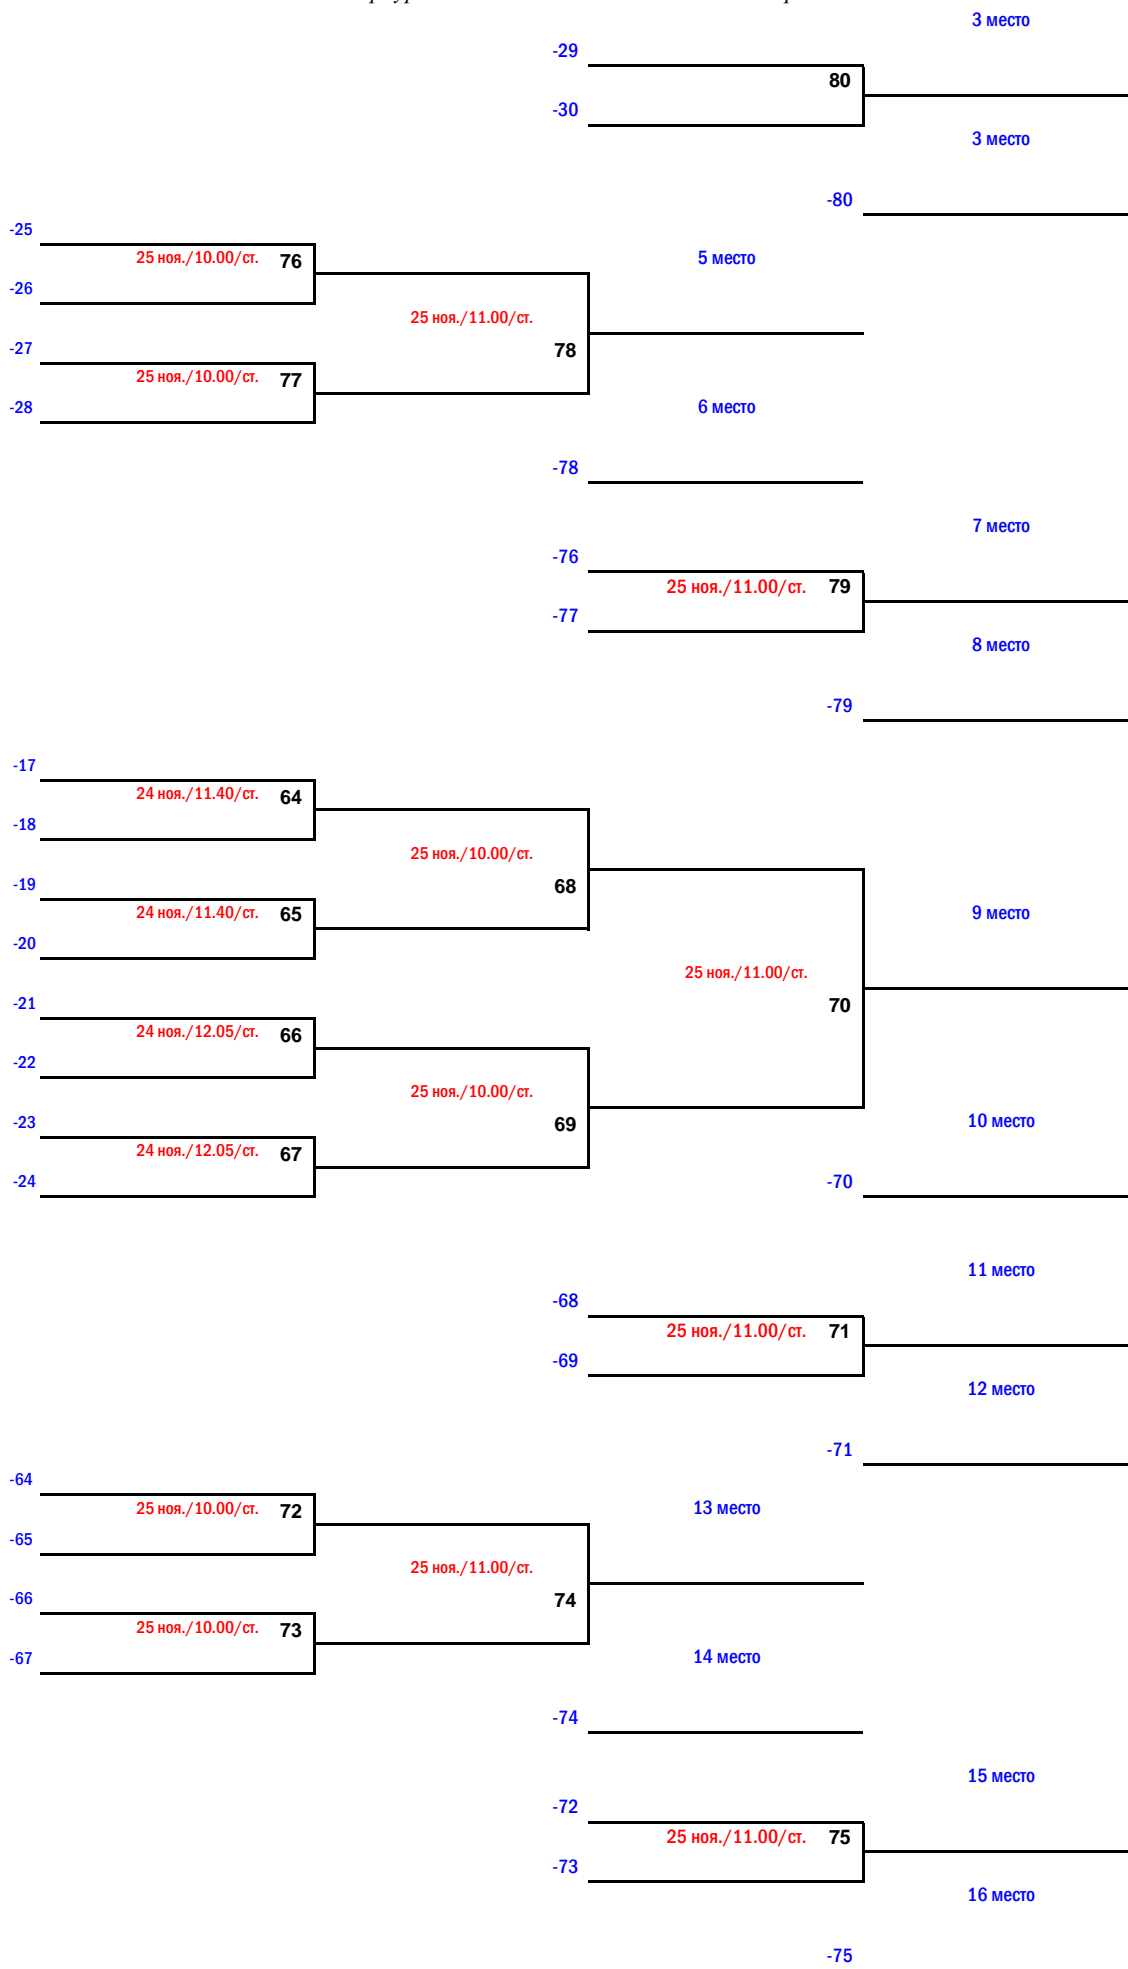 3 место
-29
80
-30
3 место
-80
-25
25 ноя./10.00/ст. 76
5 место
-26
25 ноя./11.00/ст.
-27
78
25 ноя./10.00/ст. 77
-28
6 место
-78
7 место
-76
25 ноя./11.00/ст. 79
-77
8 место
-79
-17
24 ноя./11.40/ст. 64
-18
25 ноя./10.00/ст.
-19
68
24 ноя./11.40/ст. 65
9 место
-20
25 ноя./11.00/ст.
-21
70
24 ноя./12.05/ст. 66
-22
25 ноя./10.00/ст.
-23
69
10 место
24 ноя./12.05/ст. 67
-24
-70
11 место
-68
25 ноя./11.00/ст. 71
-69
12 место
-71
-64
25 ноя./10.00/ст. 72
13 место
-65
25 ноя./11.00/ст.
-66
74
25 ноя./10.00/ст. 73
-67
14 место
-74
15 место
-72
25 ноя./11.00/ст. 75
-73
16 место
-75